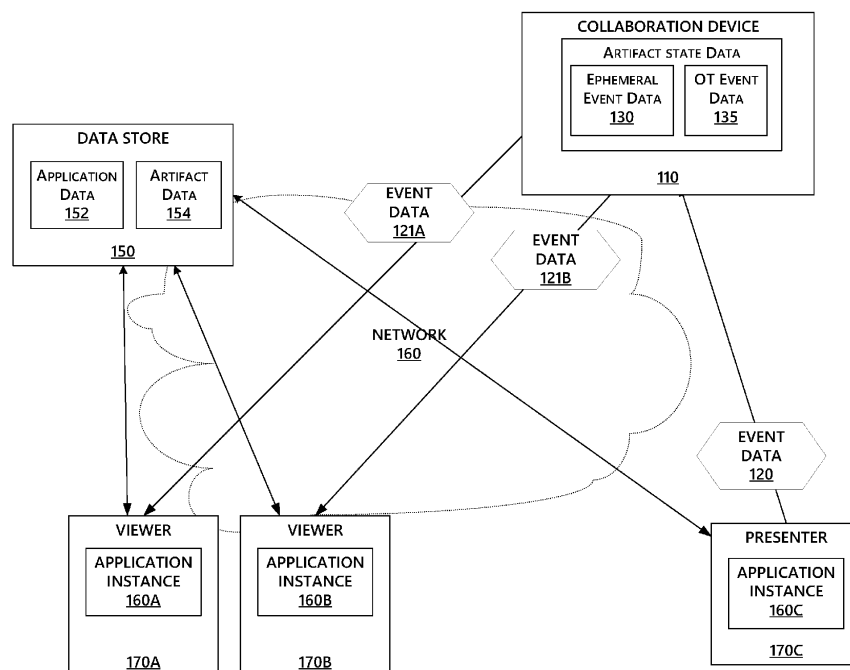 COLLABORATION DEVICE
ARTIFACT STATE DATA
EPHEMERAL
EVENT DATA
130
OT EVENT
DATA
135
110
DATA STORE
APPLICATION
DATA
152
ARTIFACT
DATA
154
150
EVENT
DATA
121A
EVENT
DATA
121B
NETWORK
160
EVENT
DATA
120
VIEWER
APPLICATION
INSTANCE
160A
170A
VIEWER
APPLICATION
INSTANCE
160B
170B
PRESENTER
APPLICATION
INSTANCE
160C
170C